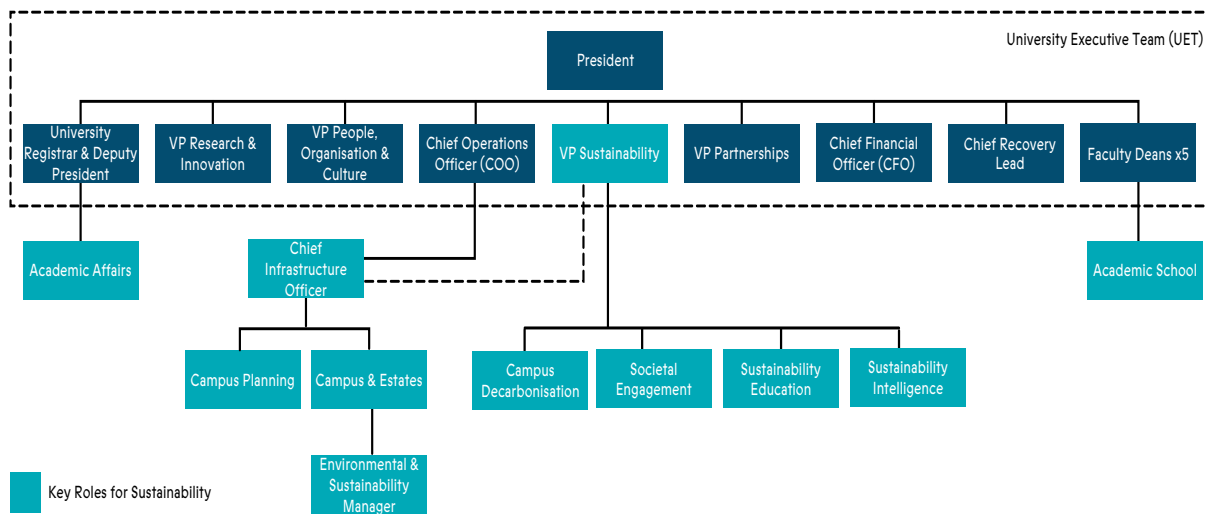 University Executive Team (UET)
President
University
Registrar & Deputy
President
VP Research &
Innovation
VP People,
Organisation &
Culture
Chief Operations
Officer (COO)
VP Sustainability
VP Partnerships
Chief Financial
Officer (CFO)
Chief Recovery
Lead
Faculty Deans x5
Academic Affairs
Chief
Infrastructure
Officer
Academic School
Campus Planning
Campus & Estates
Campus
Decarbonisation
Societal
Engagement
Sustainability
Education
Sustainability
Intelligence
Environmental &
Sustainability
Manager
Key Roles for Sustainability